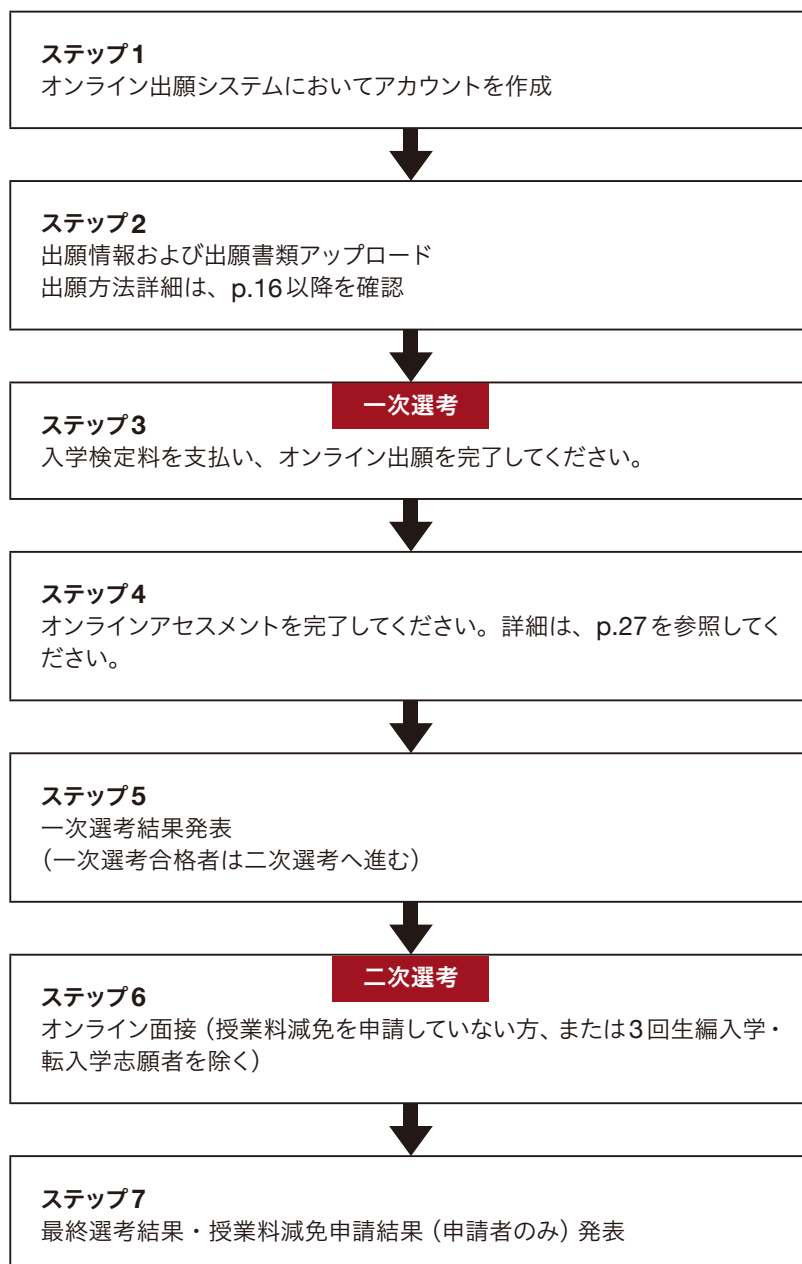 ステップ1
オンライン出願システムにおいてアカウントを作成
ステップ2
出願情報および出願書類アップロード
出願方法詳細は、p.16以降を確認
一次選考
ステップ3
入学検定料を支払い、オンライン出願を完了してください。
ステップ4
オンラインアセスメントを完了してください。詳細は、p.27を参照してく
ださい。
ステップ5
一次選考結果発表
（一次選考合格者は二次選考へ進む）
二次選考
ステップ6
オンライン面接（授業料減免を申請していない方、または3回生編入学・
転入学志願者を除く）
ステップ7
最終選考結果・授業料減免申請結果（申請者のみ）発表